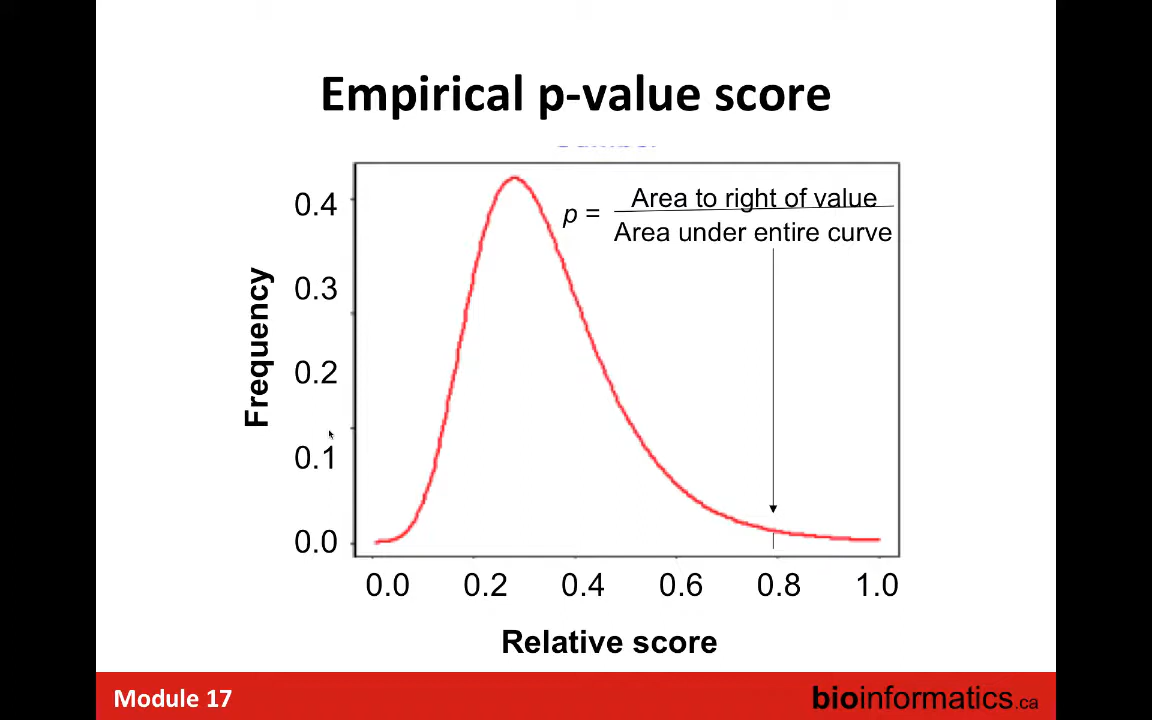 Empirical p-value score
p = Area to right of value
Area under entire curve
Frequency
0.4
0.3
0.2
0.1
0.0
0.0 0.2 0.4 0.6 0.8 1.0
Relative score
Module 17
bioinformatics.ca